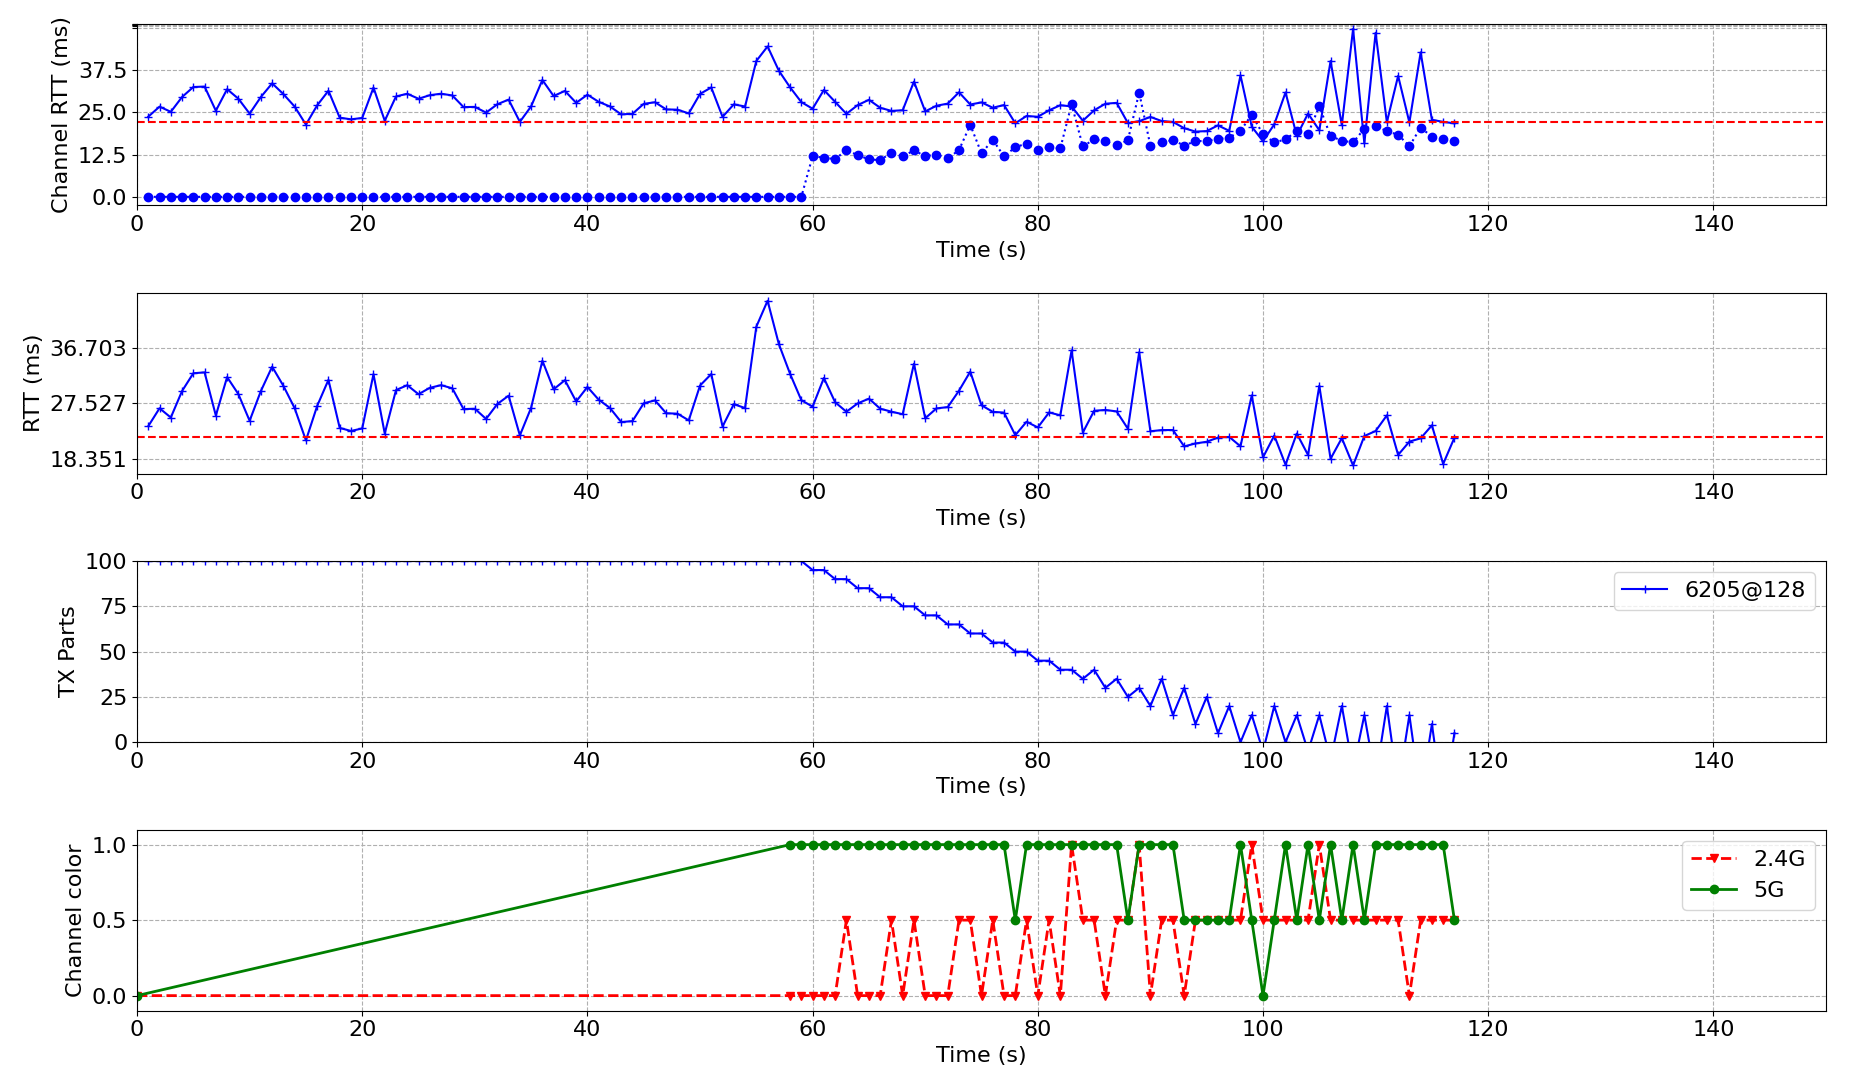 Channel RTT (ms)
37.5
25.0
12.5
0.0
0 20 40 60 80 100 120 140
Time (s)
RTT (ms)
36.703
27.527
18.351
0 20 40 60 80 100 120 140
Time (s)
TX Parts
100
75
50
25
0
6205@128
0 20 40 60 80 100 120 140
Time (s)
Channel color
1.0
0.5
0.0
2.4G
5G
0 20 40 60 80 100 120 140
Time (s)